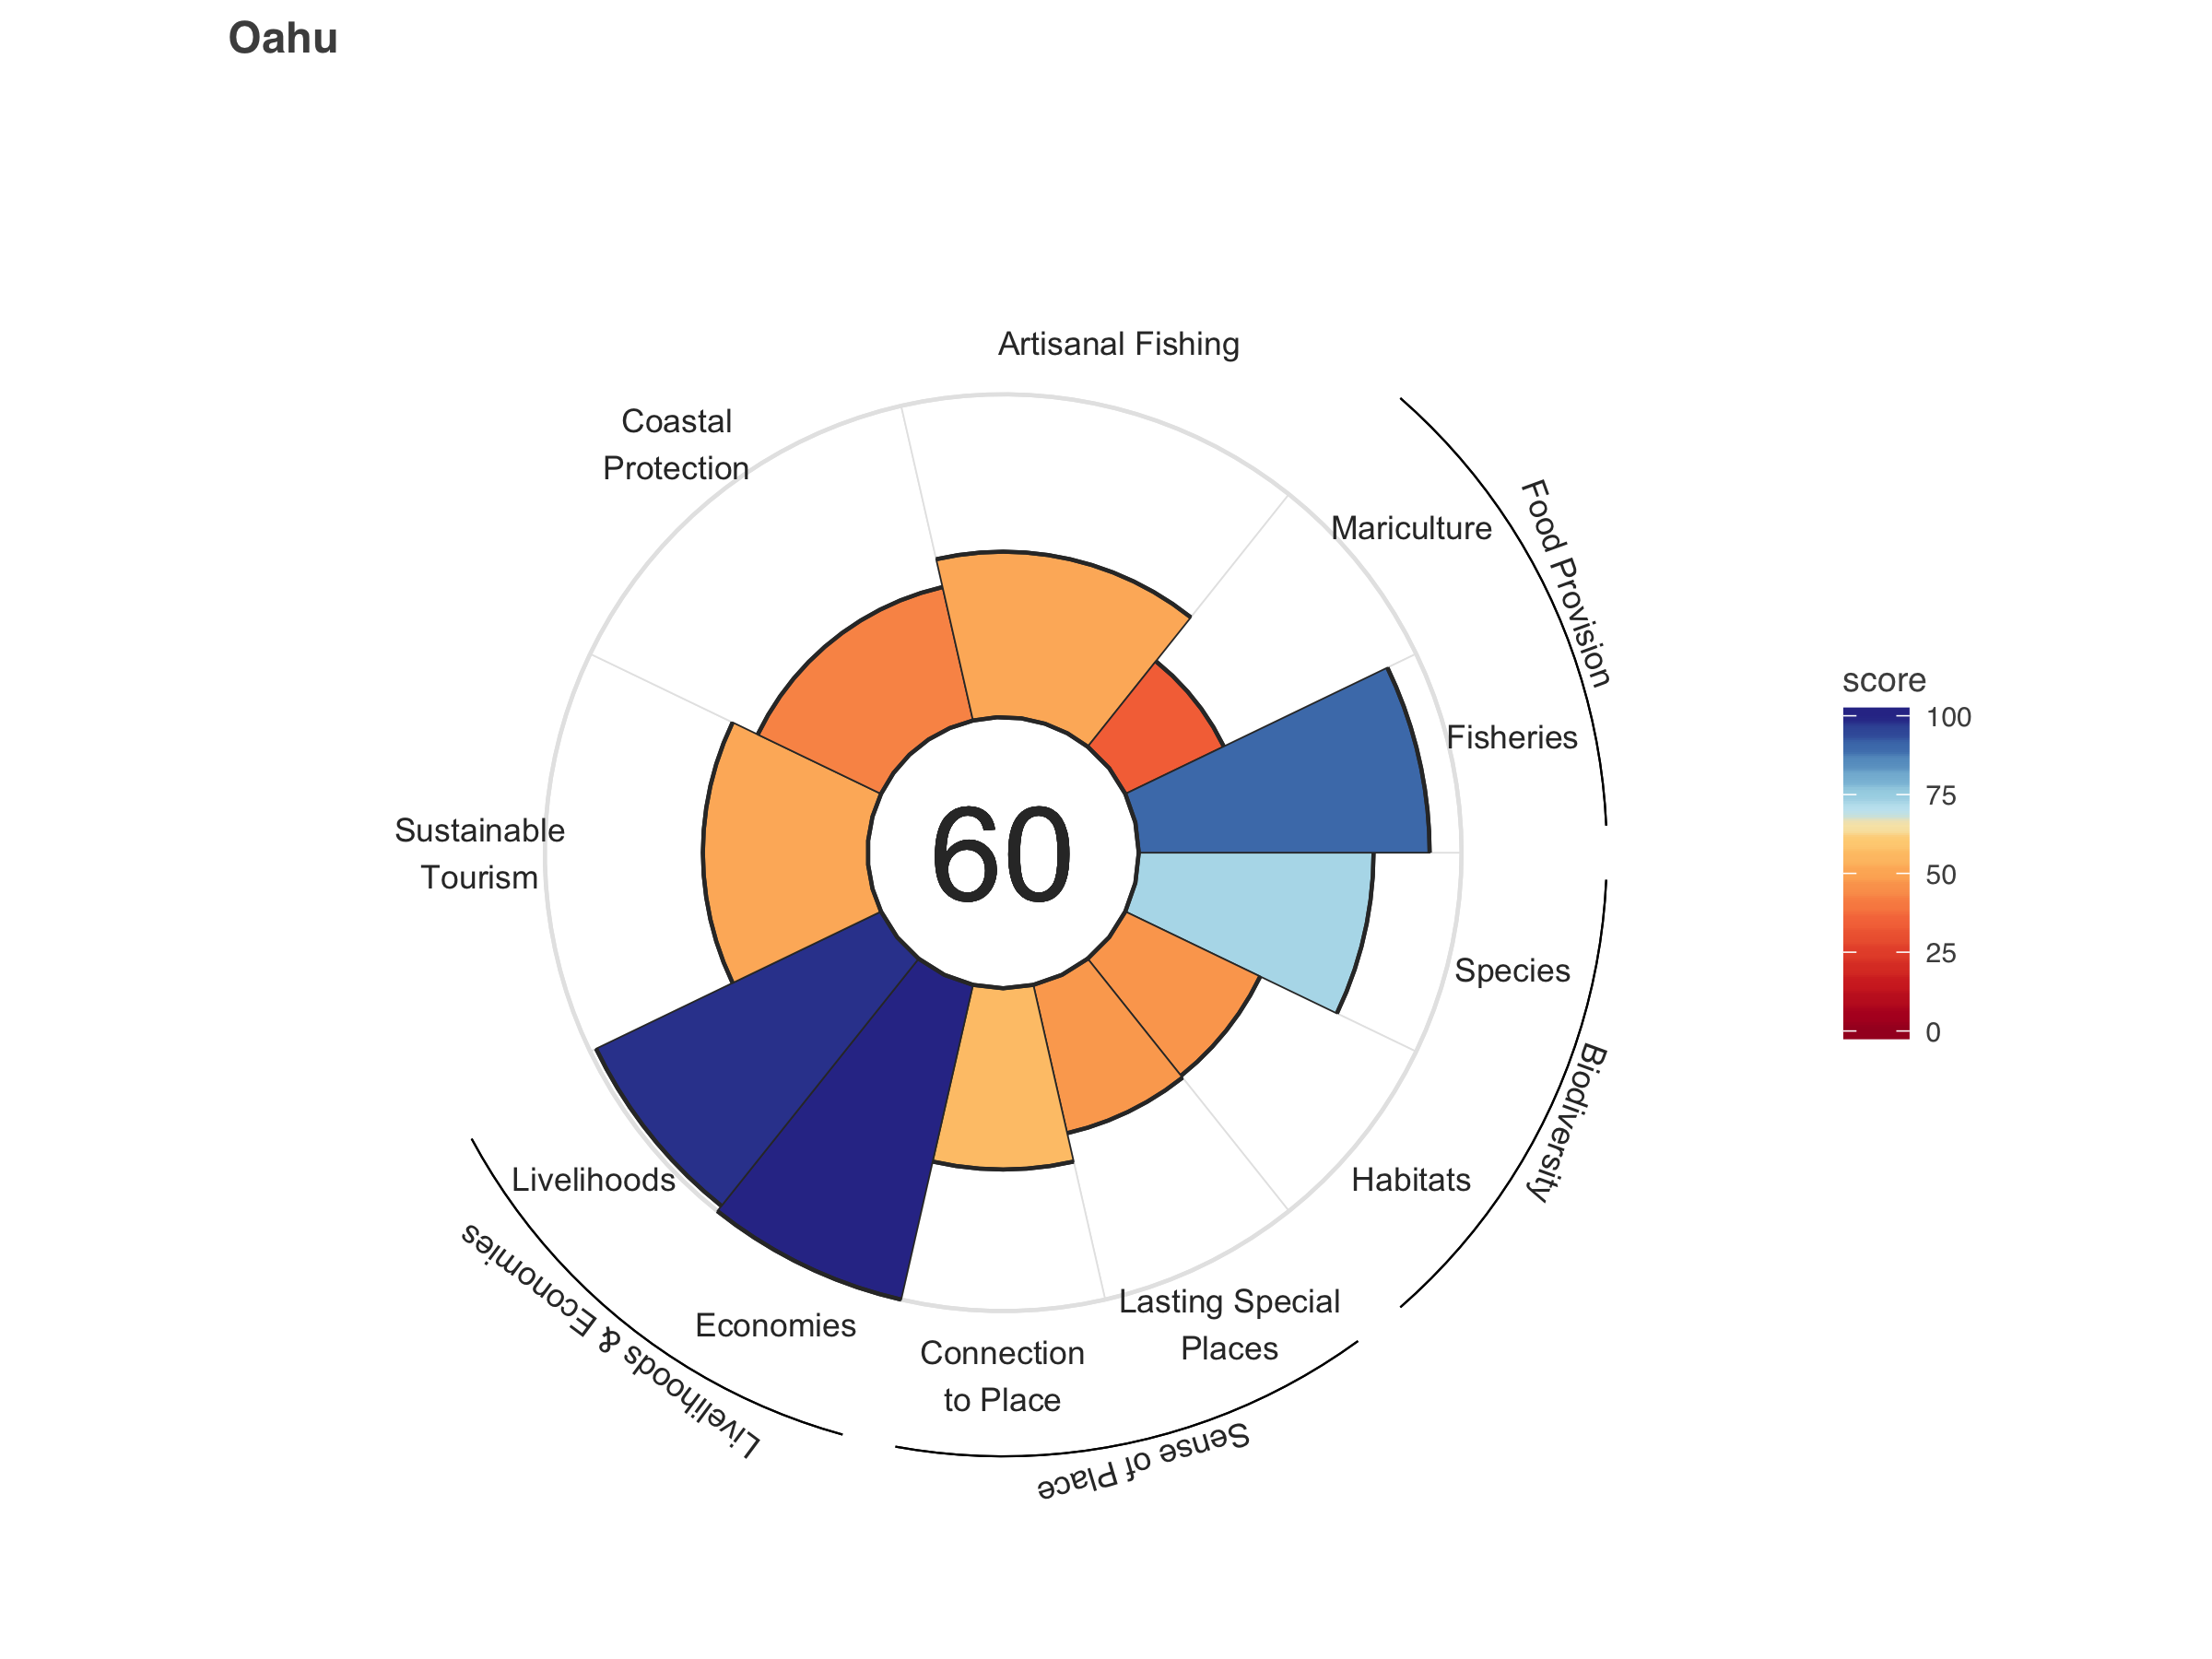 Oahu
Artisanal Fishing
Coastal
Protection
Mariculture
Food Provision
Fisheries
score
100
75
50
25
0
60
Sustainable
Tourism
Species
Biodiversity
Habitats
Livelihoods
Livelihoods & Economies
Economies
Lasting Special
Places
Connection
to Place
Sense of Place